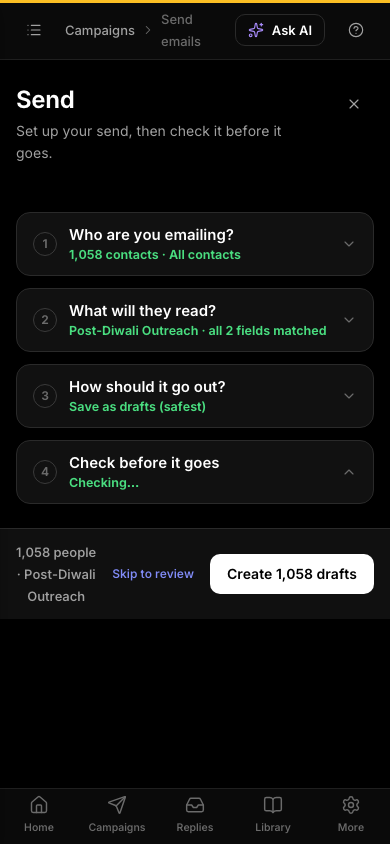 Campaigns
Send
emails
Ask AI
Send
Set up your send, then check it before it
goes.
1
Who are you emailing?
1,058 contacts · All contacts
2
What will they read?
Post-Diwali Outreach · all 2 fields matched
3
How should it go out?
Save as drafts (safest)
4
Check before it goes
Checking...
1,058 people
· Post-Diwali
Outreach
Skip to review
Create 1,058 drafts
Home
Campaigns
Replies
Library
More